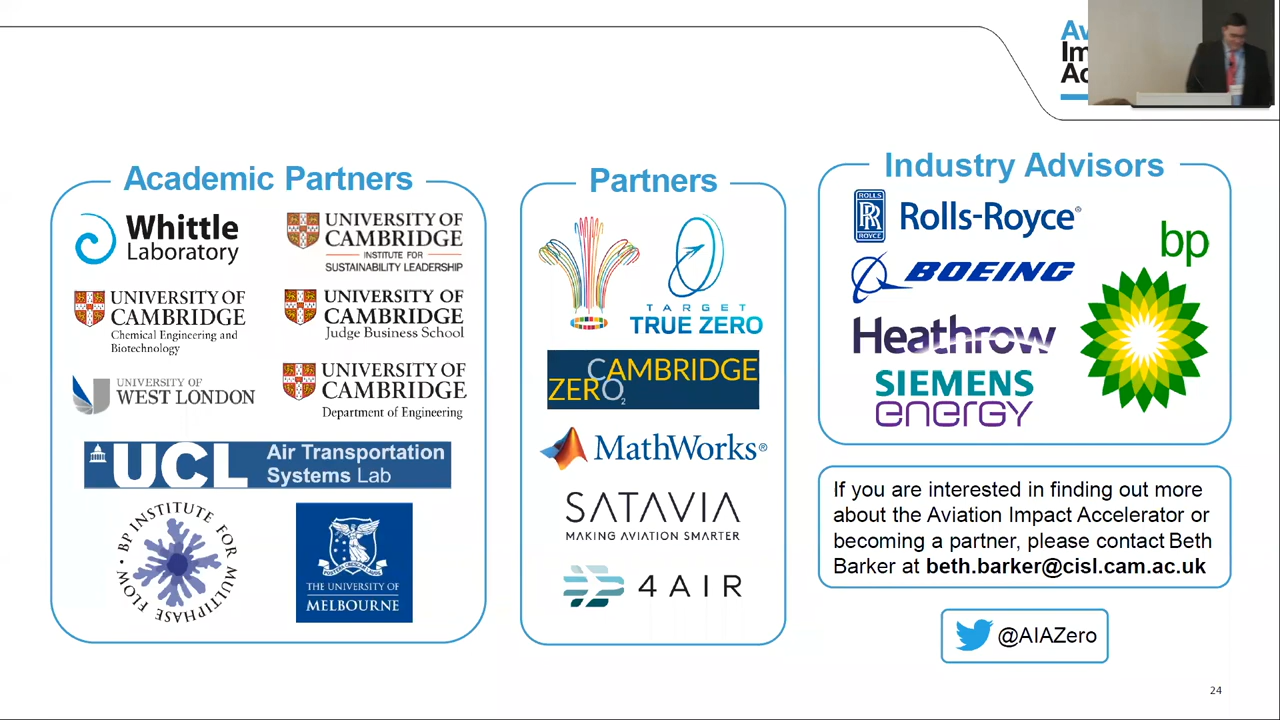 Academic Partners
Whittle
Laboratory
UNIVERSITY OF
CAMBRIDGE
INSTITUTE FOR
SUSTAINABILITY LEADERSHIP
UNIVERSITY OF
CAMBRIDGE
Chemical Engineering and
Biotechnology
UNIVERSITY OF
CAMBRIDGE
Judge Business School
UNIVERSITY OF
WEST LONDON
UNIVERSITY OF
CAMBRIDGE
Department of Engineering
UCL
Air Transportation
Systems Lab
BP INSTITUTE FOR MULTIPHASE FLOW
THE UNIVERSITY OF
MELBOURNE
Partners
TARGET
TRUE ZERO
CAMBRIDGE
ZERO2
MathWorks®
SATAVIA
MAKING AVIATION SMARTER
4AIR
Industry Advisors
ROLLS
RR
ROYCE
Rolls-Royce®
BOEING
Heathrow
SIEMENS
energy
bp
If you are interested in finding out more
about the Aviation Impact Accelerator or
becoming a partner, please contact Beth
Barker at beth.barker@cisl.cam.ac.uk
@AIAZero
24